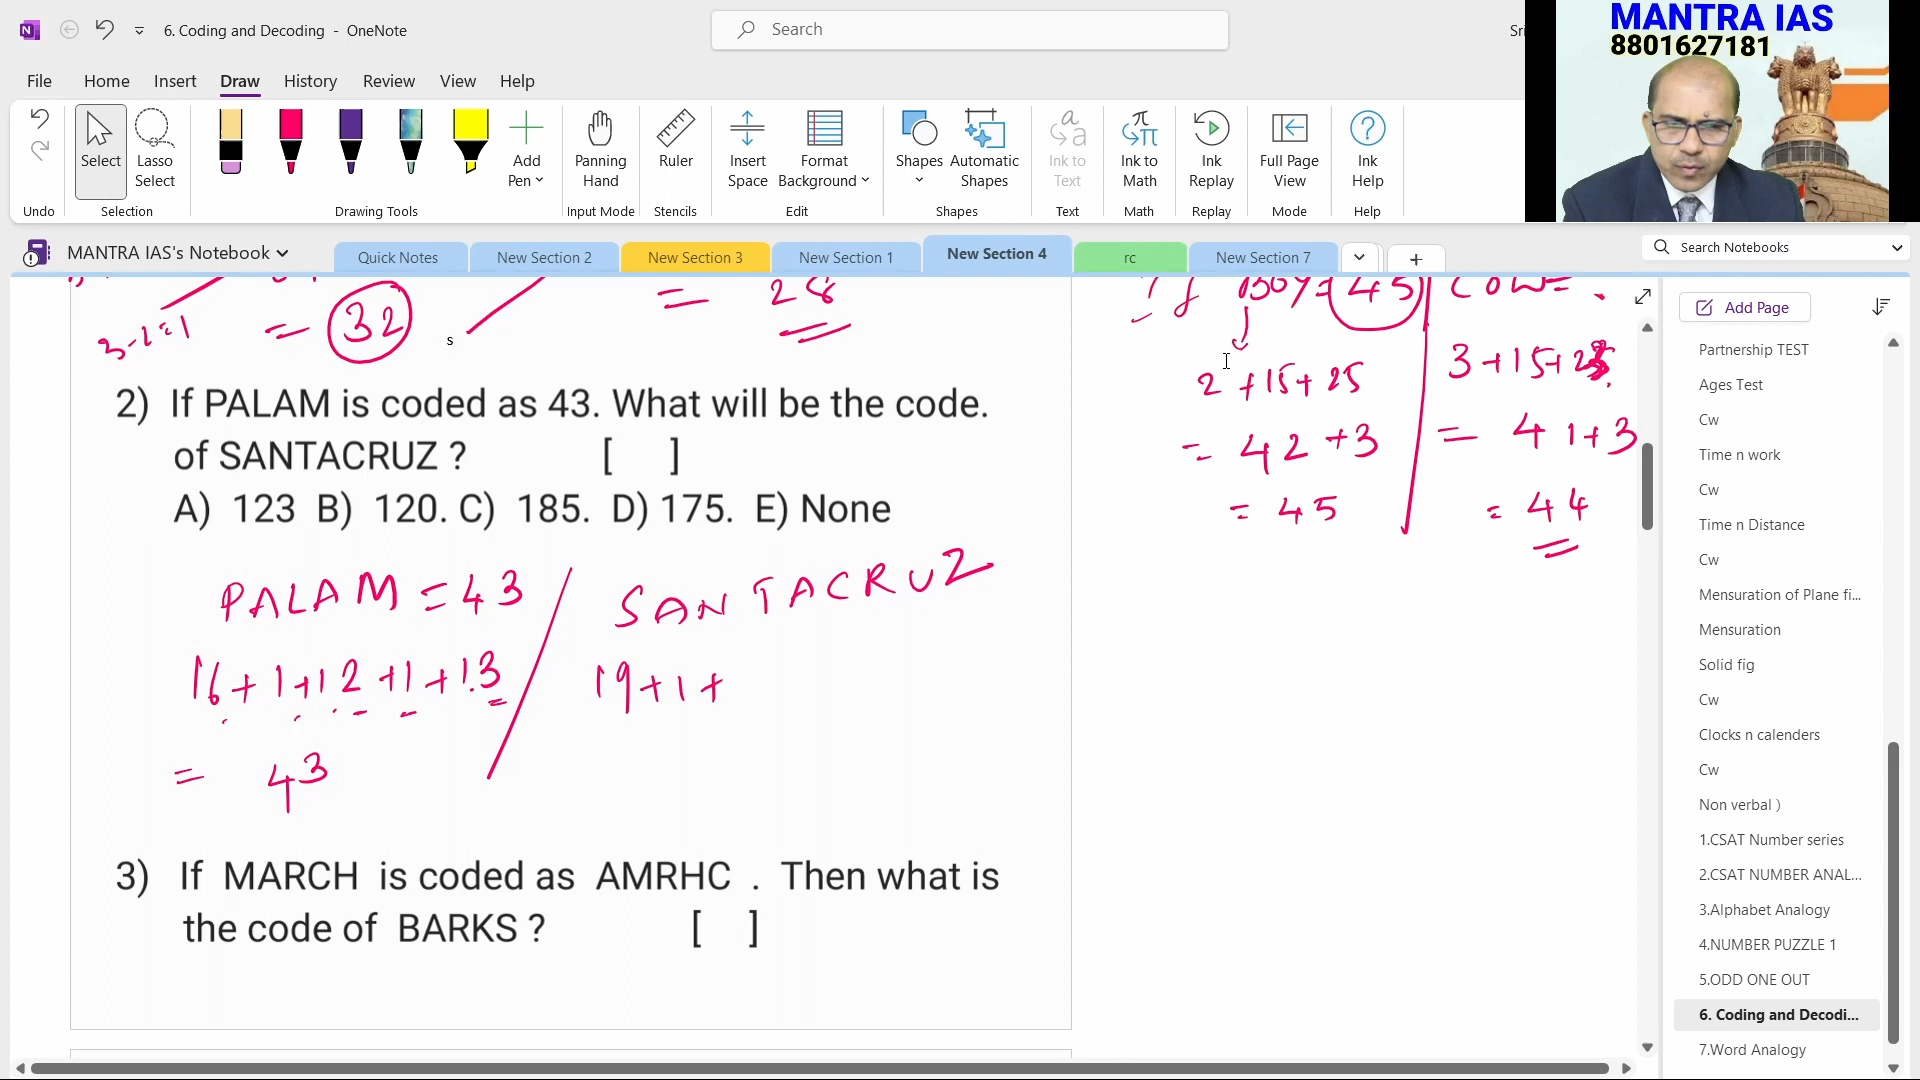 6. Coding and Decoding - OneNote
Search
Sri
MANTRA IAS
8801627181
File Home Insert Draw History Review View Help
Undo
Select
Lasso Select
Selection
Drawing Tools
Add Pen
Panning Hand
Input Mode
Ruler
Stencils
Insert Space
Format Background
Edit
Shapes
Automatic Shapes
Shapes
Ink to Text
Text
Ink to Math
Math
Ink Replay
Replay
Full Page View
Mode
Ink Help
Help
MANTRA IAS's Notebook
Quick Notes
New Section 2
New Section 3
New Section 1
New Section 4
rc
New Section 7
Search Notebooks
= 32
s
= 28
2) If PALAM is coded as 43. What will be the code.
of SANTACRUZ ? [ ]
A) 123 B) 120. C) 185. D) 175. E) None
PALAM = 43
16 + 1 + 12 + 1 + 13
= 43
SANTACRUZ
19 + 1 +
3) If MARCH is coded as AMRHC . Then what is
the code of BARKS ? [ ]
If BOY = 45
2 + 15 + 25
= 42 + 3
= 45
COW =
3 + 15 + 23
= 41 + 3
= 44
Add Page
Partnership TEST
Ages Test
Cw
Time n work
Cw
Time n Distance
Cw
Mensuration of Plane fi...
Mensuration
Solid fig
Cw
Clocks n calenders
Cw
Non verbal )
1.CSAT Number series
2.CSAT NUMBER ANAL...
3.Alphabet Analogy
4.NUMBER PUZZLE 1
5.ODD ONE OUT
6. Coding and Decodi...
7.Word Analogy